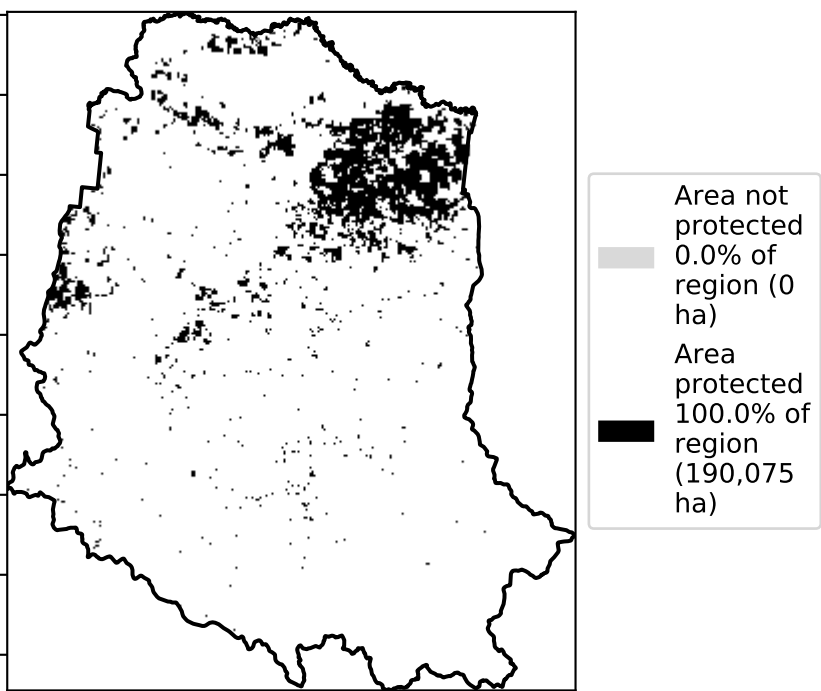 Area not
protected
0.0% of
region (0
ha)
Area
protected
100.0% of
region
(190,075
ha)